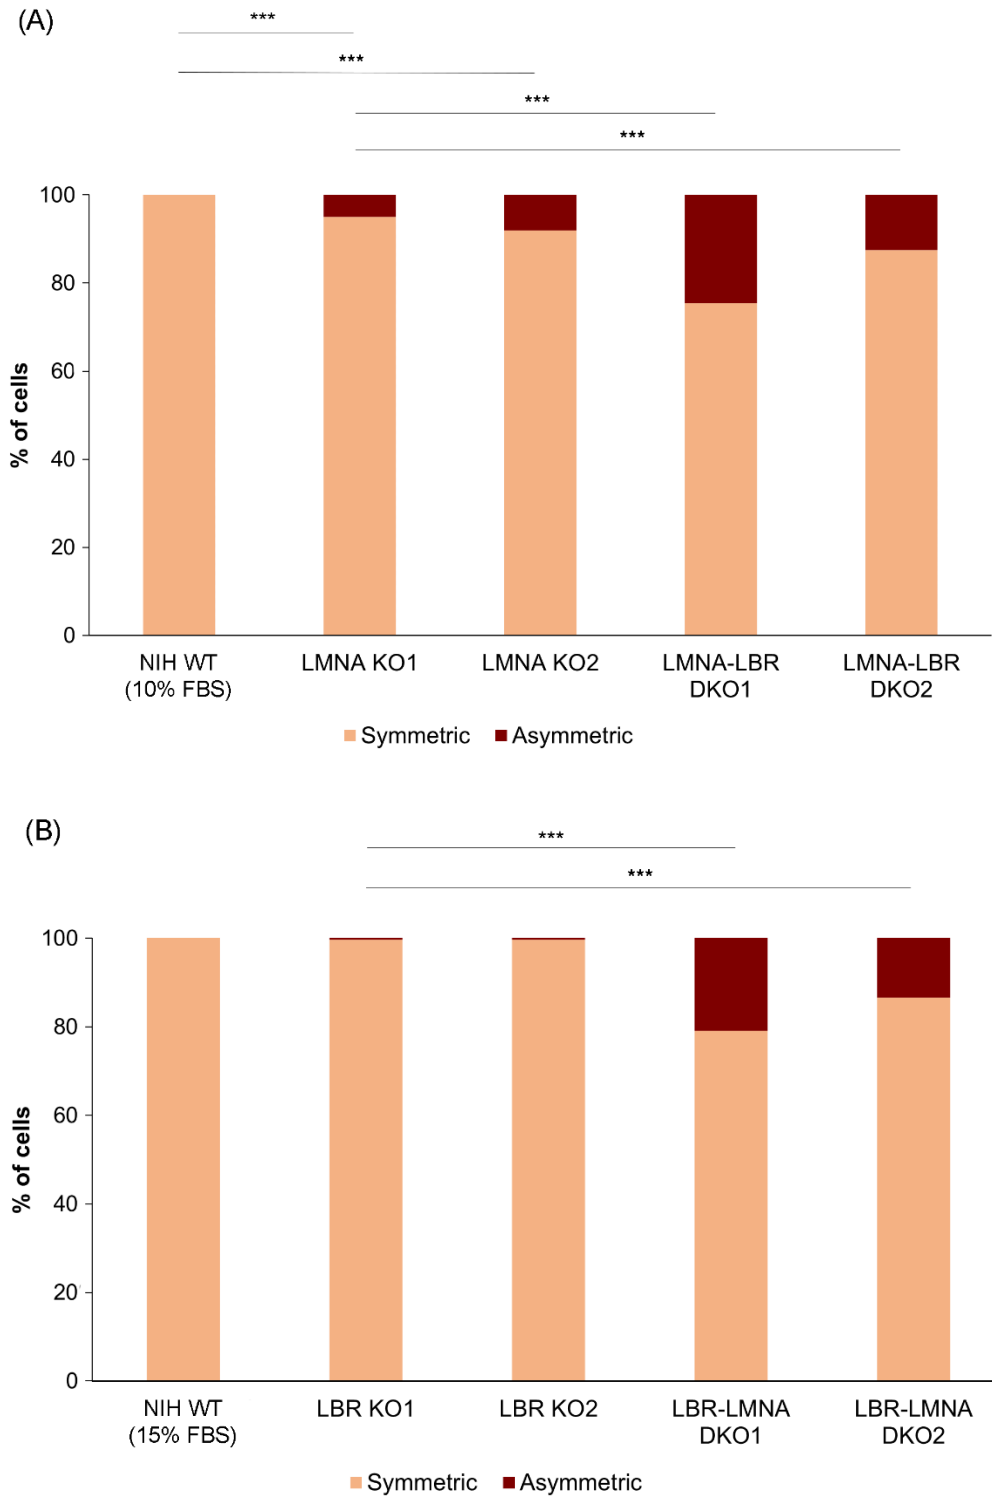 (A)
***
***
***
***
100
80
60
40
20
0
% of cells
NIH WT
(10% FBS)
LMNA KO1
LMNA KO2
LMNA-LBR
DKO1
LMNA-LBR
DKO2
Symmetric
Asymmetric
(B)
***
***
100
80
60
40
20
0
% of cells
NIH WT
(15% FBS)
LBR KO1
LBR KO2
LBR-LMNA
DKO1
LBR-LMNA
DKO2
Symmetric
Asymmetric